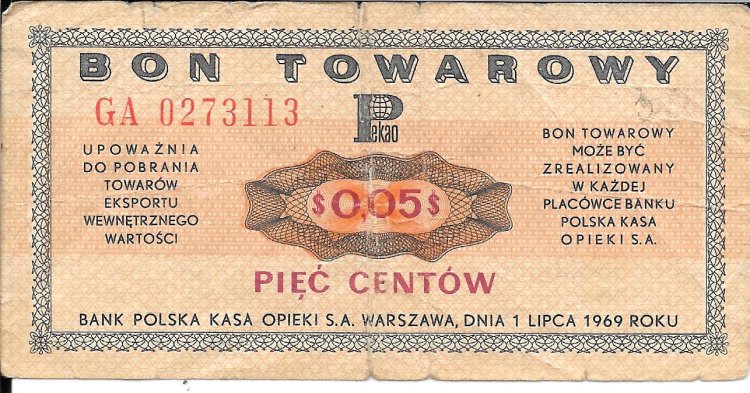 BON TOWAROWY
GA 0273113
Pekao
UPOWAŻNIA
DO POBRANIA
TOWARÓW
EKSPORTU
WEWNĘTRZNEGO
WARTOŚCI
$0.05$
BON TOWAROWY
MOŻE BYĆ
ZREALIZOWANY
W KAŻDEJ
PLACÓWCE BANKU
POLSKA KASA
OPIEKI S.A.
PIĘĆ CENTÓW
BANK POLSKA KASA OPIEKI S.A. WARSZAWA, DNIA 1 LIPCA 1969 ROKU